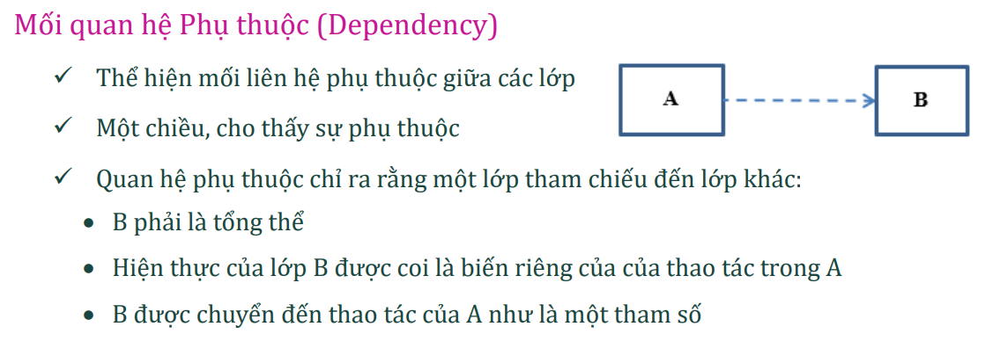 Mối quan hệ Phụ thuộc (Dependency)
✓ Thể hiện mối liên hệ phụ thuộc giữa các lớp
A
B
✓ Một chiều, cho thấy sự phụ thuộc
✓ Quan hệ phụ thuộc chỉ ra rằng một lớp tham chiếu đến lớp khác:
• B phải là tổng thể
• Hiện thực của lớp B được coi là biến riêng của của thao tác trong A
• B được chuyển đến thao tác của A như là một tham số